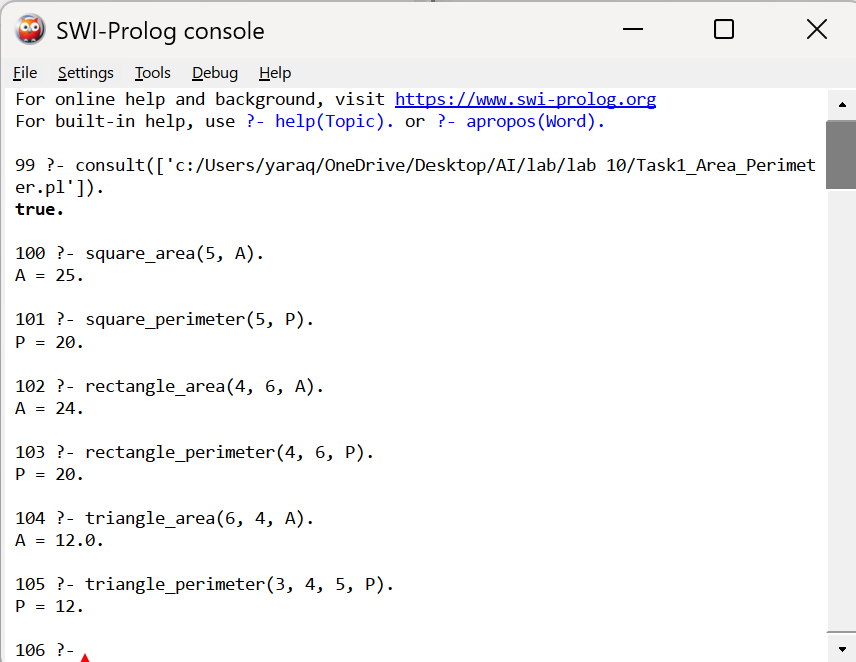 SWI-Prolog console
File Settings Tools Debug Help
For online help and background, visit https://www.swi-prolog.org
For built-in help, use ?- help(Topic). or ?- apropos(Word).
99 ?- consult(['c:/Users/yaraq/OneDrive/Desktop/AI/lab/lab 10/Task1_Area_Perimet
er.pl']).
true.
100 ?- square_area(5, A).
A = 25.
101 ?- square_perimeter(5, P).
P = 20.
102 ?- rectangle_area(4, 6, A).
A = 24.
103 ?- rectangle_perimeter(4, 6, P).
P = 20.
104 ?- triangle_area(6, 4, A).
A = 12.0.
105 ?- triangle_perimeter(3, 4, 5, P).
P = 12.
106 ?-